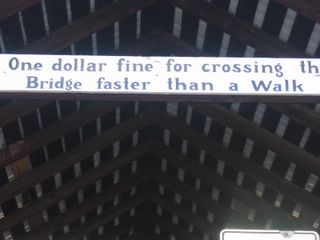 One dollar fine for crossing th
Bridge faster than a Walk